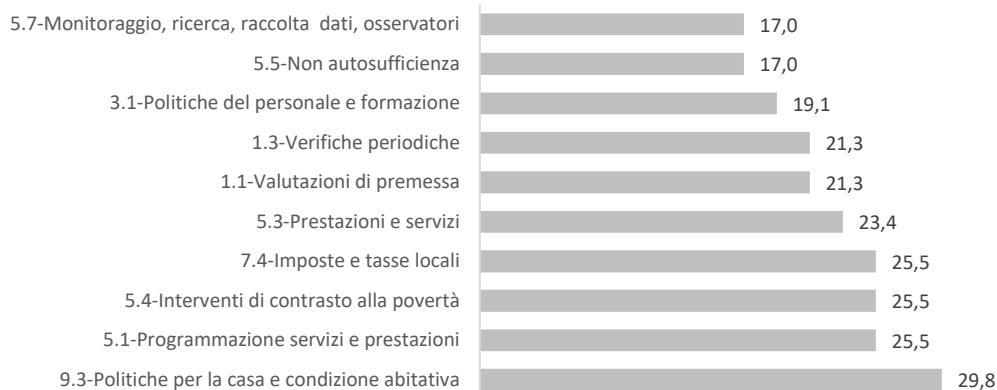 5.7-Monitoraggio, ricerca, raccolta  dati, osservatori 17,0
5.5-Non autosufficienza 17,0
3.1-Politiche del personale e formazione 19,1
1.3-Verifiche periodiche 21,3
1.1-Valutazioni di premessa 21,3
5.3-Prestazioni e servizi 23,4
7.4-Imposte e tasse locali 25,5
5.4-Interventi di contrasto alla povertà 25,5
5.1-Programmazione servizi e prestazioni 25,5
9.3-Politiche per la casa e condizione abitativa 29,8